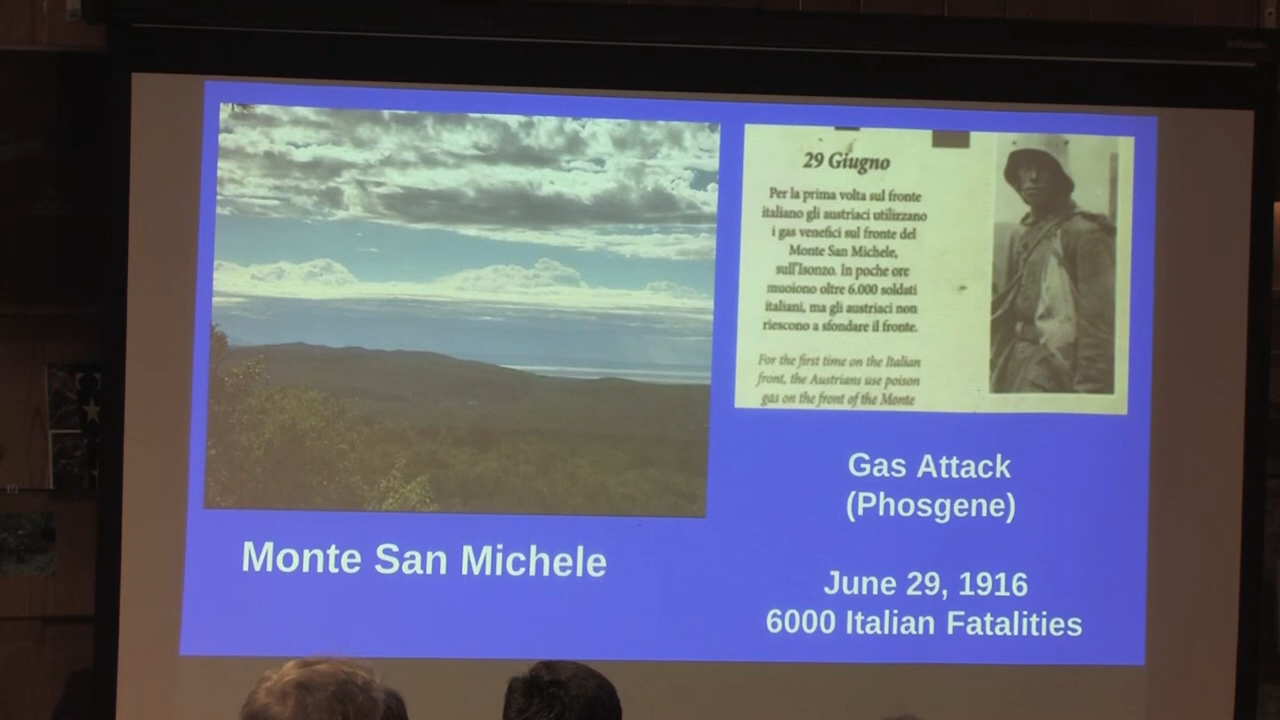 29 Giugno
Per la prima volta sul fronte
italiano gli austriaci utilizzano
i gas venefici sul fronte del
Monte San Michele,
sull'Isonzo. In poche ore
muoiono oltre 6.000 soldati
italiani, ma gli austriaci non
riescono a sfondare il fronte.
For the first time on the Italian
front, the Austrians use poison
gas on the front of the Monte
Gas Attack
(Phosgene)
Monte San Michele
June 29, 1916
6000 Italian Fatalities